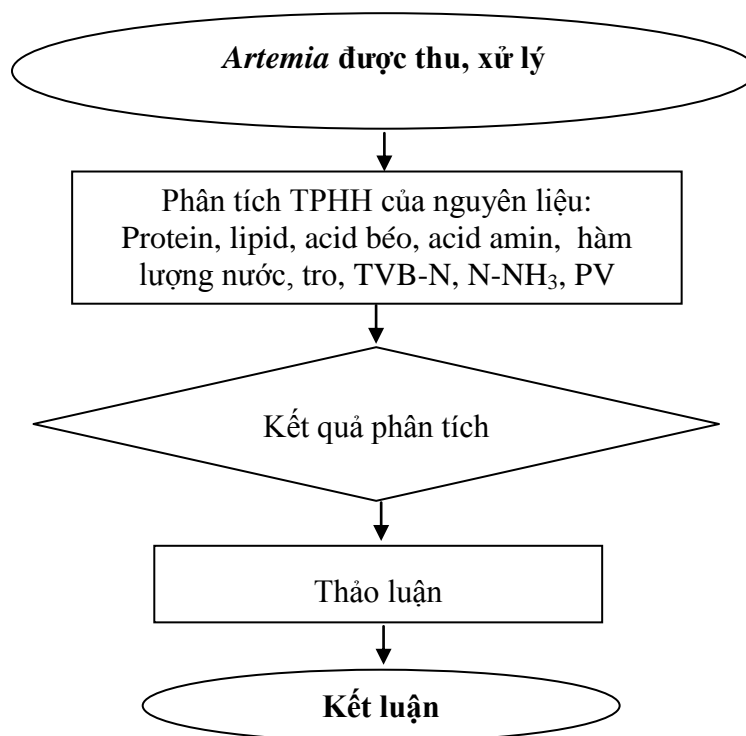 Artemia được thu, xử lý
Phân tích TPHH của nguyên liệu:
Protein, lipid, acid béo, acid amin, hàm
lượng nước, tro, TVB-N, N-NH₃, PV
Kết quả phân tích
Thảo luận
Kết luận